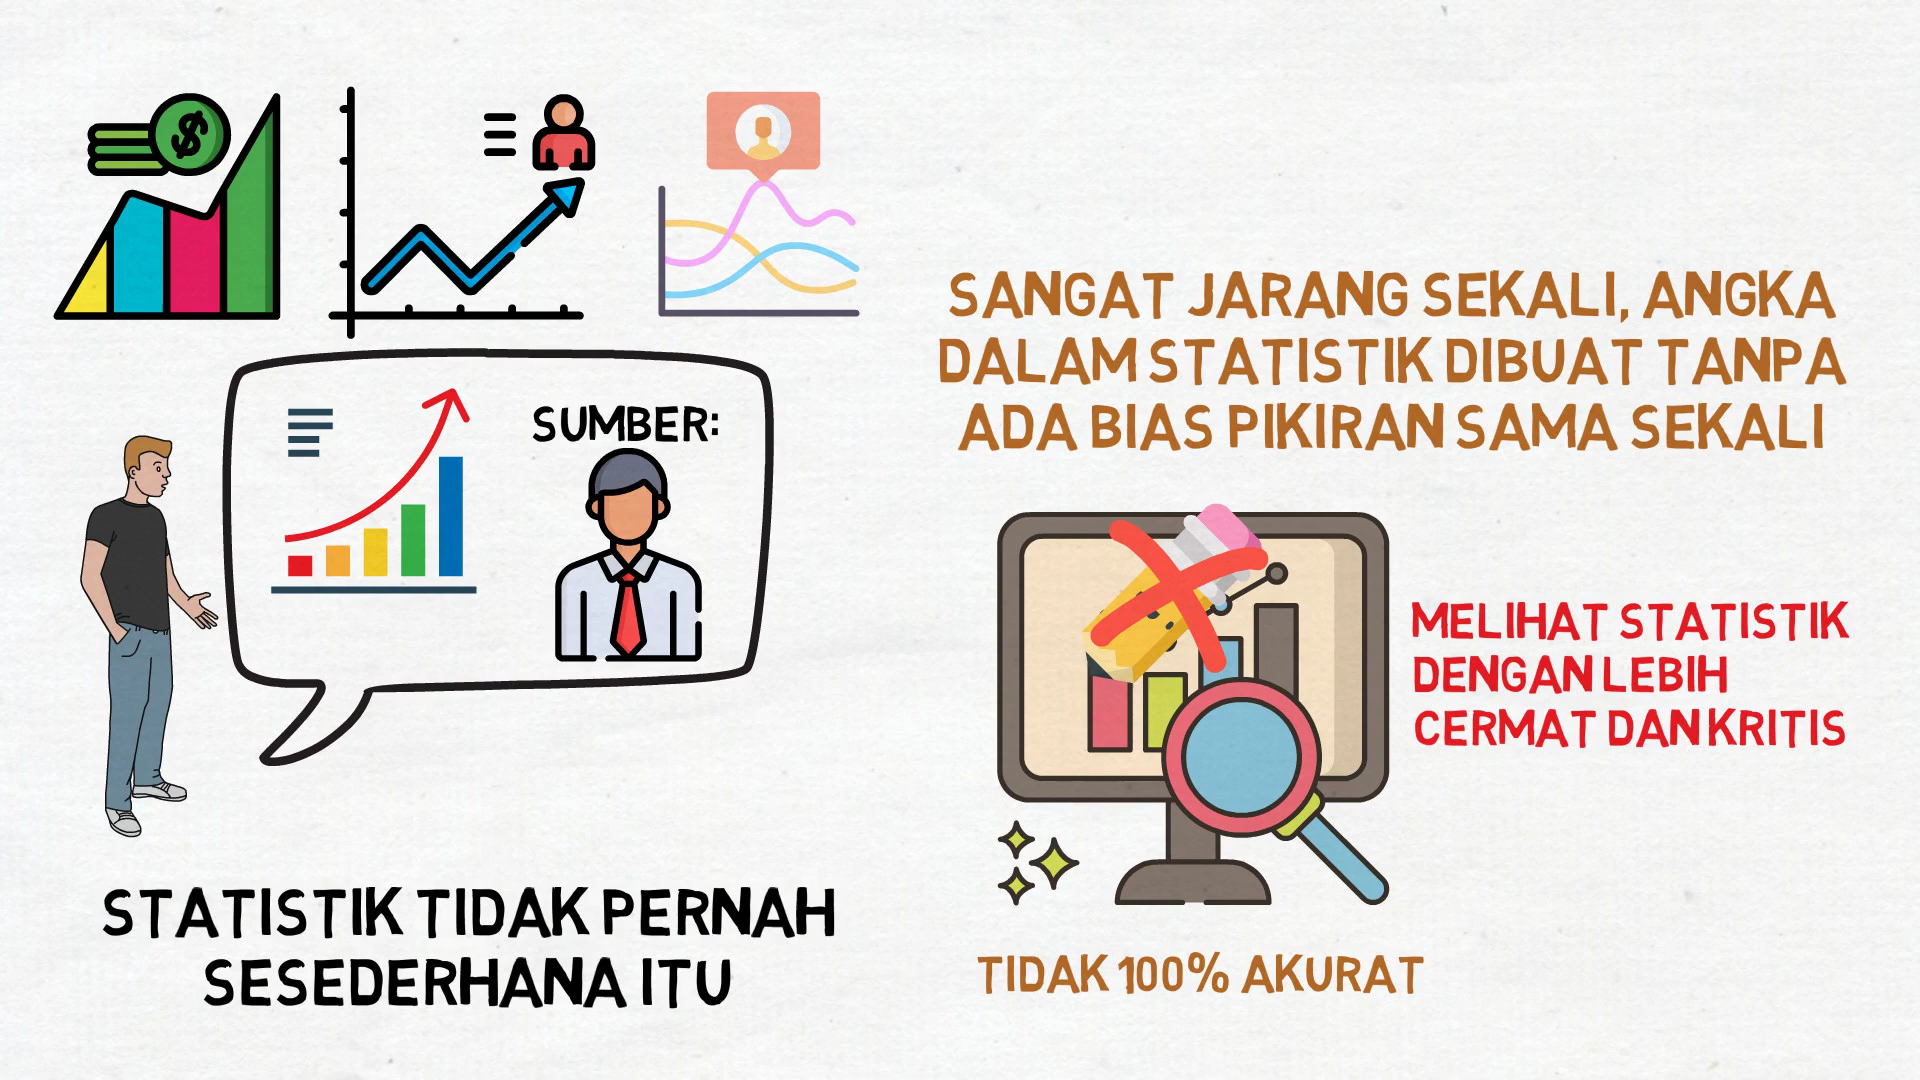 SUMBER:
STATISTIK TIDAK PERNAH
SESEDERHANA ITU
SANGAT JARANG SEKALI, ANGKA
DALAM STATISTIK DIBUAT TANPA
ADA BIAS PIKIRAN SAMA SEKALI
MELIHAT STATISTIK
DENGAN LEBIH
CERMAT DAN KRITIS
TIDAK 100% AKURAT